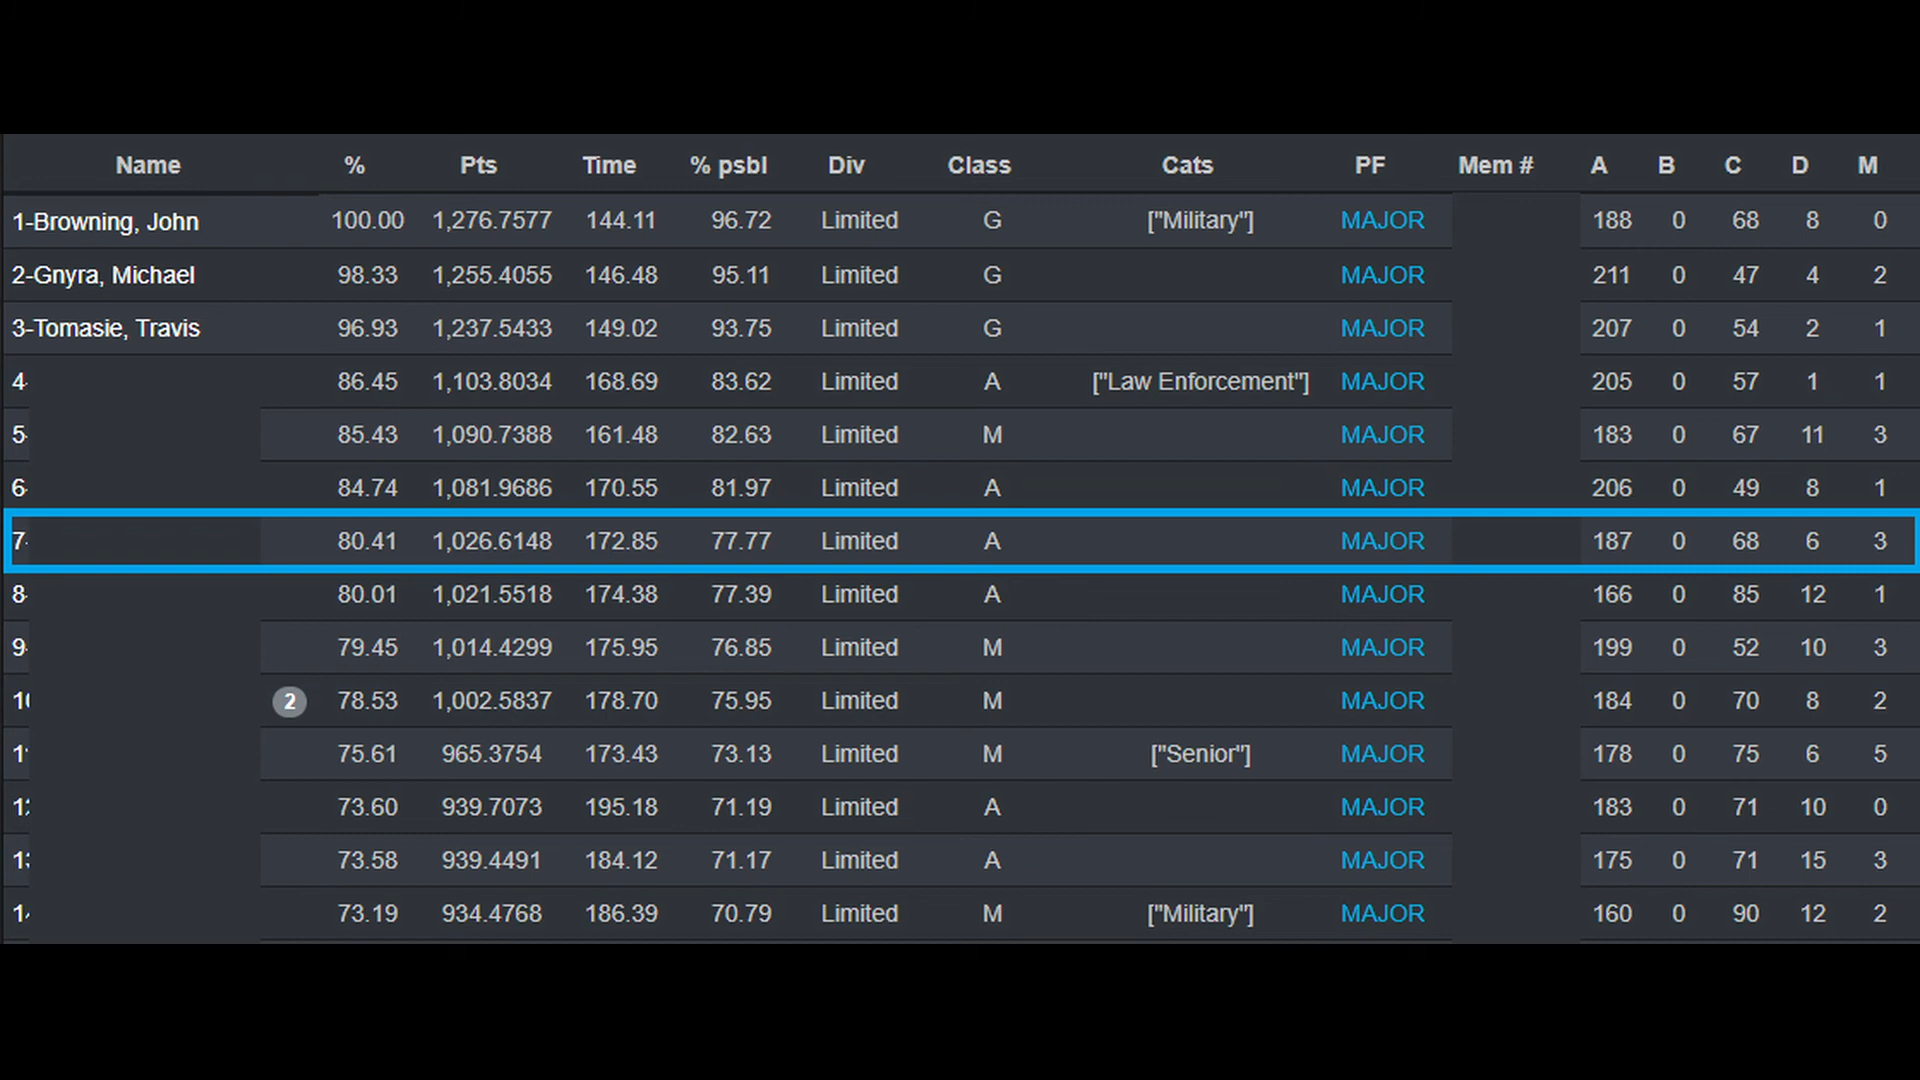 Name % Pts Time % psbl Div Class Cats PF Mem # A B C D M
1-Browning, John 100.00 1,276.7577 144.11 96.72 Limited G ["Military"] MAJOR 188 0 68 8 0
2-Gnyra, Michael 98.33 1,255.4055 146.48 95.11 Limited G MAJOR 211 0 47 4 2
3-Tomasie, Travis 96.93 1,237.5433 149.02 93.75 Limited G MAJOR 207 0 54 2 1
4- 86.45 1,103.8034 168.69 83.62 Limited A ["Law Enforcement"] MAJOR 205 0 57 1 1
5- 85.43 1,090.7388 161.48 82.63 Limited M MAJOR 183 0 67 11 3
6- 84.74 1,081.9686 170.55 81.97 Limited A MAJOR 206 0 49 8 1
7- 80.41 1,026.6148 172.85 77.77 Limited A MAJOR 187 0 68 6 3
8- 80.01 1,021.5518 174.38 77.39 Limited A MAJOR 166 0 85 12 1
9- 79.45 1,014.4299 175.95 76.85 Limited M MAJOR 199 0 52 10 3
10 2 78.53 1,002.5837 178.70 75.95 Limited M MAJOR 184 0 70 8 2
1 75.61 965.3754 173.43 73.13 Limited M ["Senior"] MAJOR 178 0 75 6 5
12 73.60 939.7073 195.18 71.19 Limited A MAJOR 183 0 71 10 0
13 73.58 939.4491 184.12 71.17 Limited A MAJOR 175 0 71 15 3
1 73.19 934.4768 186.39 70.79 Limited M ["Military"] MAJOR 160 0 90 12 2